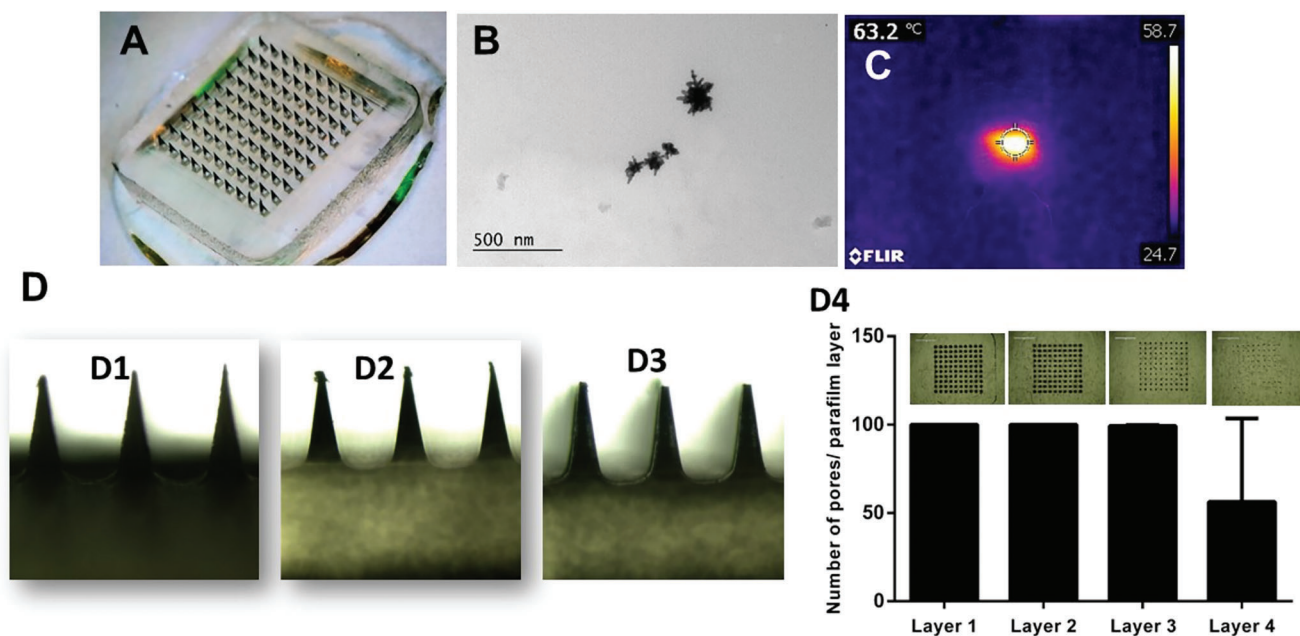 A
B
500 nm
63.2 °C
58.7
C
FLIR
24.7
D
D1
D2
D3
D4
Number of pores/ parafilm layer
150
100
50
0
Layer 1
Layer 2
Layer 3
Layer 4